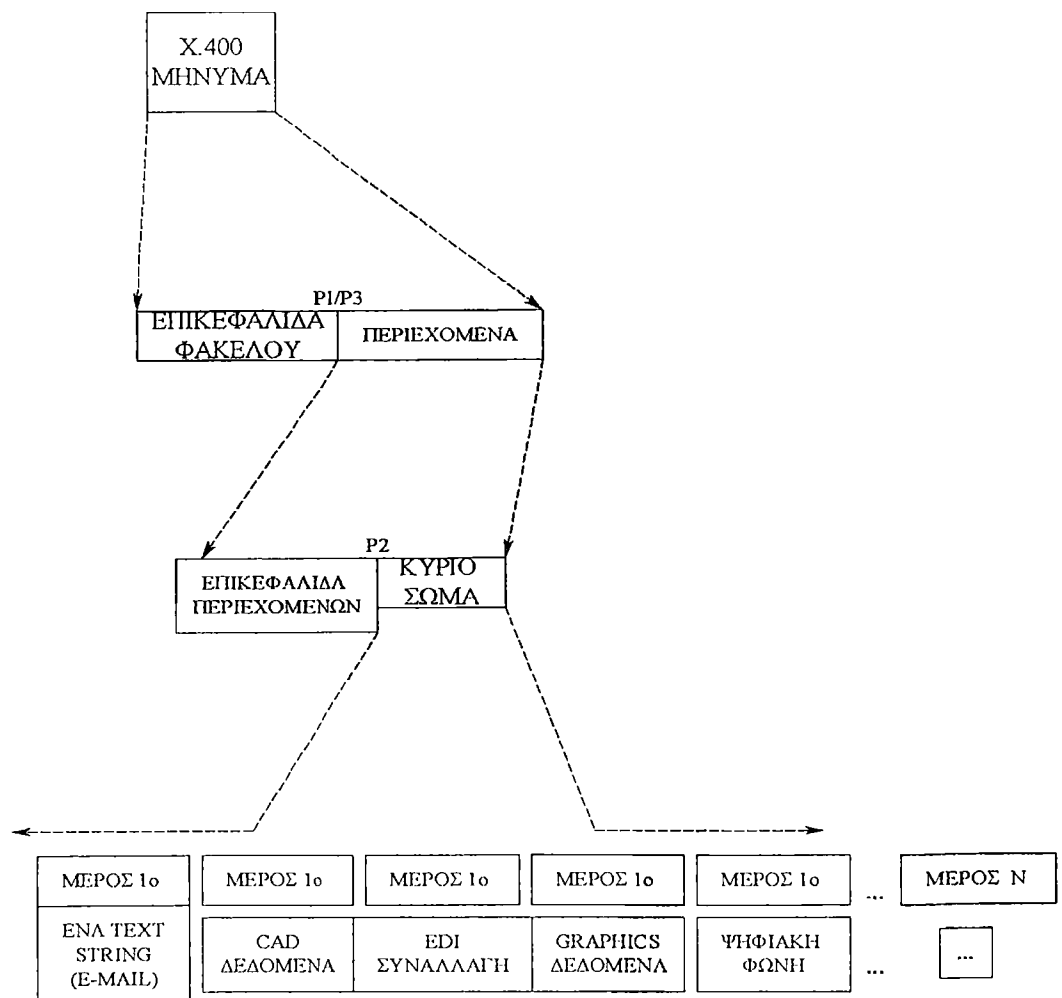 X.400
ΜΗΝΥΜΑ
P1/P3
ΕΠΙΚΕΦΑΛΙΔΑ
ΦΑΚΕΛΟΥ
ΠΕΡΙΕΧΟΜΕΝΑ
P2
ΕΠΙΚΕΦΑΛΙΔΑ
ΠΕΡΙΕΧΟΜΕΝΩΝ
ΚΥΡΙΟ
ΣΩΜΑ
ΜΕΡΟΣ 1ο ΜΕΡΟΣ 1ο ΜΕΡΟΣ 1ο ΜΕΡΟΣ 1ο ΜΕΡΟΣ 1ο ... ΜΕΡΟΣ Ν
ΕΝΑ TEXT
STRING
(E-MAIL)
CAD
ΔΕΔΟΜΕΝΑ
EDI
ΣΥΝΑΛΛΑΓΗ
GRAPHICS
ΔΕΔΟΜΕΝΑ
ΨΗΦΙΑΚΗ
ΦΩΝΗ
...
...